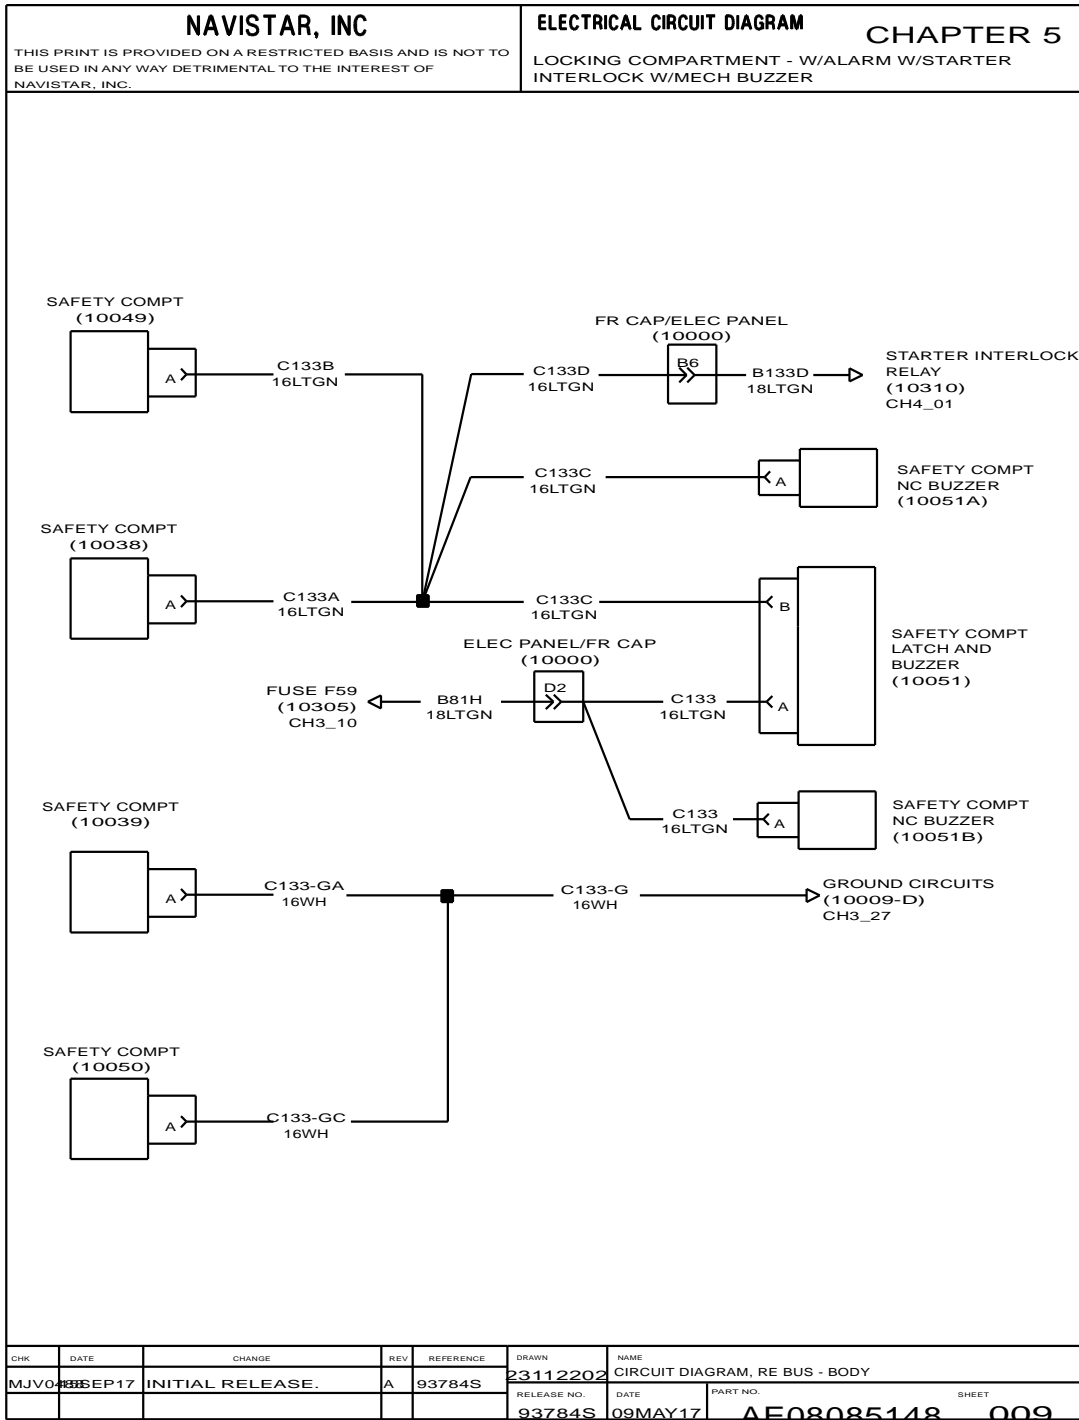 NAVISTAR, INC
THIS PRINT IS PROVIDED ON A RESTRICTED BASIS AND IS NOT TO
BE USED IN ANY WAY DETRIMENTAL TO THE INTEREST OF
NAVISTAR, INC.
ELECTRICAL CIRCUIT DIAGRAM
CHAPTER 5
LOCKING COMPARTMENT - W/ALARM W/STARTER
INTERLOCK W/MECH BUZZER
SAFETY COMPT
(10049)
A
C133B
16LTGN
FR CAP/ELEC PANEL
(10000)
C133D
16LTGN
B6
B133D
18LTGN
STARTER INTERLOCK
RELAY
(10310)
CH4_01
C133C
16LTGN
A
SAFETY COMPT
NC BUZZER
(10051A)
SAFETY COMPT
(10038)
A
C133A
16LTGN
C133C
16LTGN
B
SAFETY COMPT
LATCH AND
BUZZER
(10051)
ELEC PANEL/FR CAP
(10000)
FUSE F59
(10305)
CH3_10
B81H
18LTGN
D2
C133
16LTGN
A
C133
16LTGN
A
SAFETY COMPT
NC BUZZER
(10051B)
SAFETY COMPT
(10039)
A
C133-GA
16WH
C133-G
16WH
GROUND CIRCUITS
(10009-D)
CH3_27
SAFETY COMPT
(10050)
A
C133-GC
16WH
CHK DATE CHANGE REV REFERENCE
INITIAL RELEASE. A 93784S
DRAWN
23112202
NAME
CIRCUIT DIAGRAM, RE BUS - BODY
RELEASE NO.
93784S
DATE
09MAY17
PART NO.
AE08085148
SHEET
009